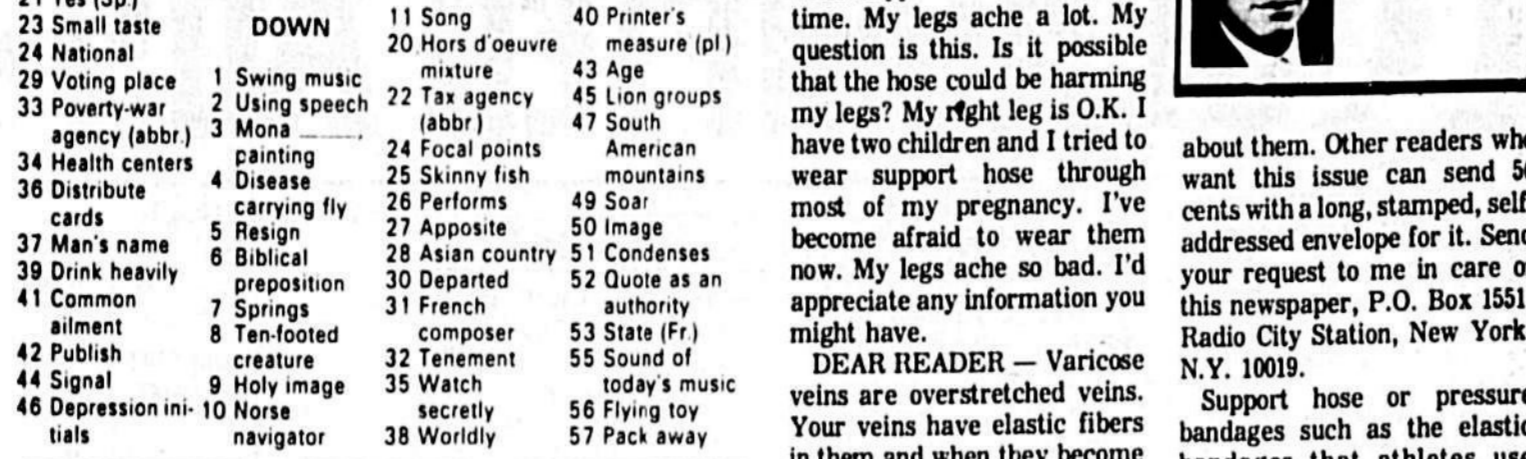 23 Small taste
24 National
29 Voting place
33 Poverty-war
agency (abbr.)
34 Health centers
36 Distribute
cards
37 Man's name
39 Drink heavily
41 Common
ailment
42 Publish
44 Signal
46 Depression ini-
tials
DOWN
1 Swing music
2 Using speech
3 Mona ______,
painting
4 Disease
carrying fly
5 Resign
6 Biblical
preposition
7 Springs
8 Ten-footed
creature
9 Holy image
10 Norse
navigator
11 Song
20 Hors d'oeuvre
mixture
22 Tax agency
(abbr.)
24 Focal points
25 Skinny fish
26 Performs
27 Apposite
28 Asian country
30 Departed
31 French
composer
32 Tenement
35 Watch
secretly
38 Worldly
40 Printer's
measure (pl)
43 Age
45 Lion groups
47 South
American
mountains
49 Soar
50 Image
51 Condenses
52 Quote as an
authority
53 State (Fr.)
55 Sound of
today's music
56 Flying toy
57 Pack away
time. My legs ache a lot. My
question is this. Is it possible
that the hose could be harming
my legs? My right leg is O.K. I
have two children and I tried to
wear support hose through
most of my pregnancy. I've
become afraid to wear them
now. My legs ache so bad. I'd
appreciate any information you
might have.
DEAR READER — Varicose
veins are overstretched veins.
Your veins have elastic fibers
in them and when they become
about them. Other readers who
want this issue can send 50
cents with a long, stamped, self-
addressed envelope for it. Send
your request to me in care of
this newspaper, P.O. Box 1551,
Radio City Station, New York,
N.Y. 10019.
Support hose or pressure
bandages such as the elastic
bandages that athletes use